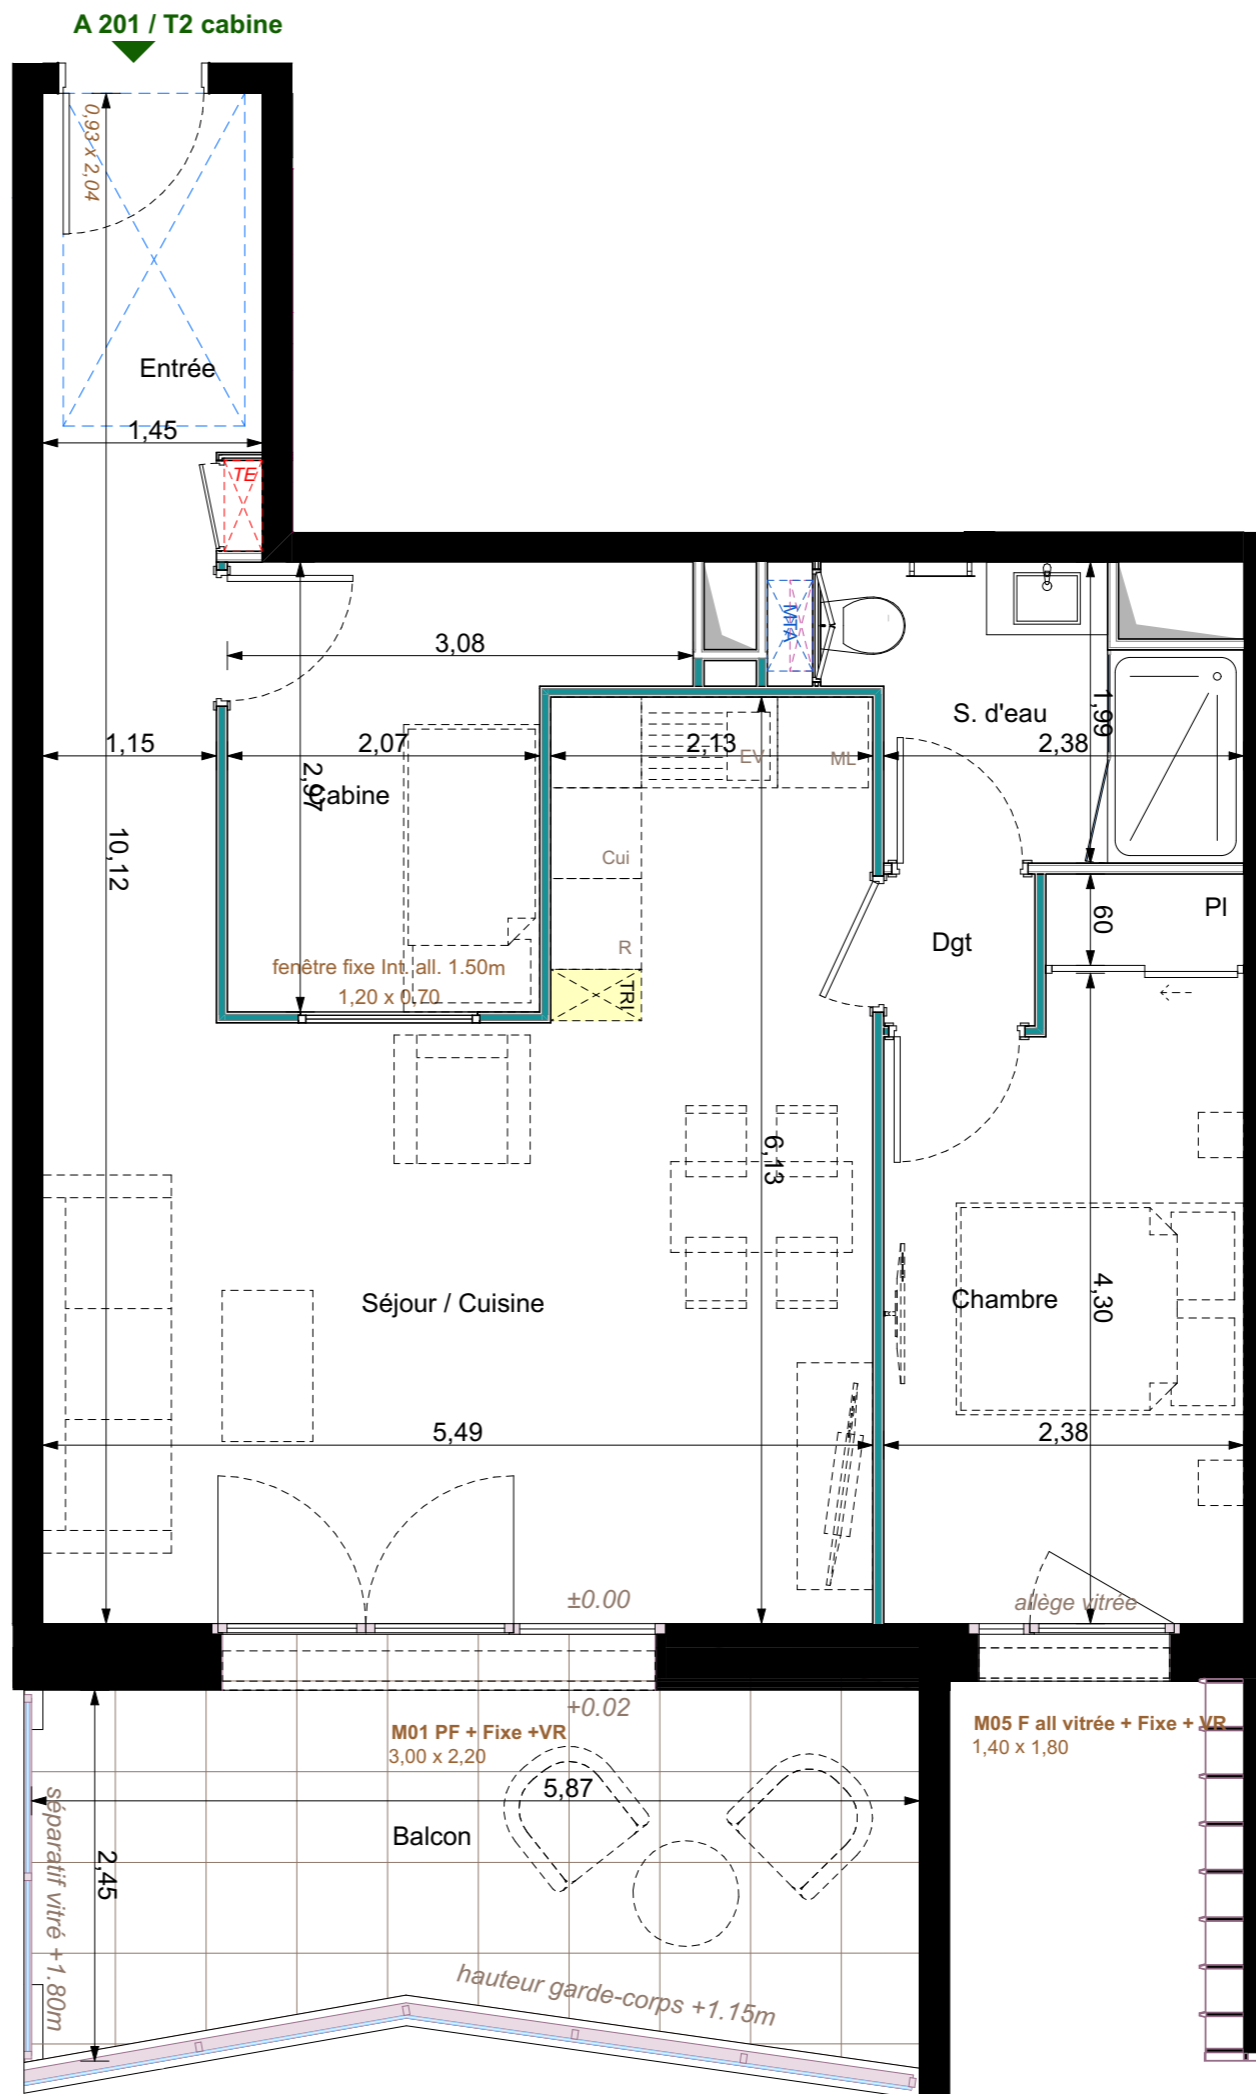 A 201 / T2 cabine
0,93 x 2,04
Entrée
1,45
TE
3,08
MTA
S. d'eau
1,99
1,15
2,07
2,13
2,38
EV
ML
2,97
Cabine
10,12
Cui
60
Pl
R
Dgt
fenêtre fixe Int. all. 1.50m
1,20 x 0,70
TRI
6,13
4,30
Séjour / Cuisine
Chambre
5,49
2,38
±0.00
allège vitrée
+0.02
M01 PF + Fixe +VR
3,00 x 2,20
M05 F all vitrée + Fixe + VR
1,40 x 1,80
5,87
Balcon
2,45
séparatif vitré +1.80m
hauteur garde-corps +1.15m